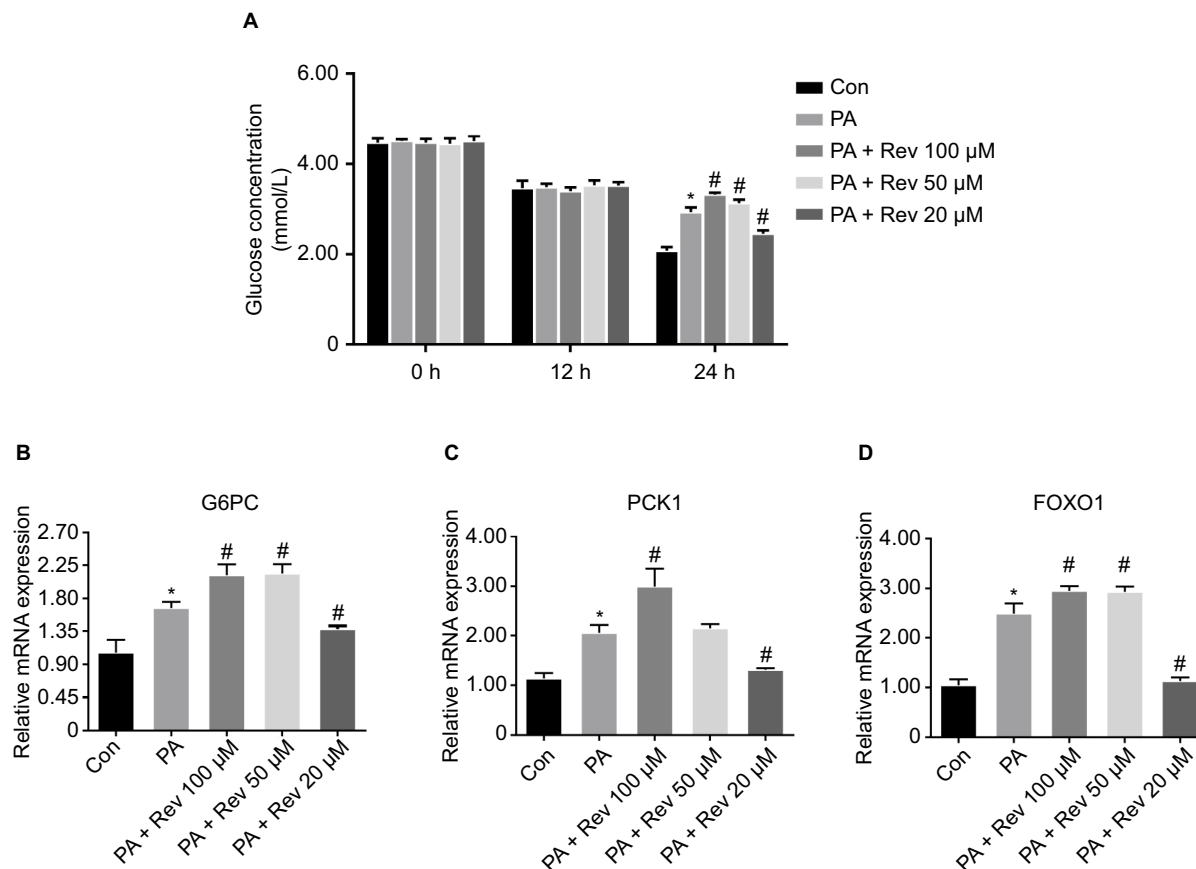 A
Glucose concentration
(mmol/L)
6.00
4.00
2.00
0
0 h
12 h
24 h
*
#
#
#
Con
PA
PA + Rev 100 µM
PA + Rev 50 µM
PA + Rev 20 µM
B
G6PC
Relative mRNA expression
2.70
2.25
1.80
1.35
0.90
0.45
0
*
#
#
#
Con
PA
PA + Rev 100 µM
PA + Rev 50 µM
PA + Rev 20 µM
C
PCK1
Relative mRNA expression
4.00
3.00
2.00
1.00
0
*
#
#
Con
PA
PA + Rev 100 µM
PA + Rev 50 µM
PA + Rev 20 µM
D
FOXO1
Relative mRNA expression
4.00
3.00
2.00
1.00
0
*
#
#
#
Con
PA
PA + Rev 100 µM
PA + Rev 50 µM
PA + Rev 20 µM